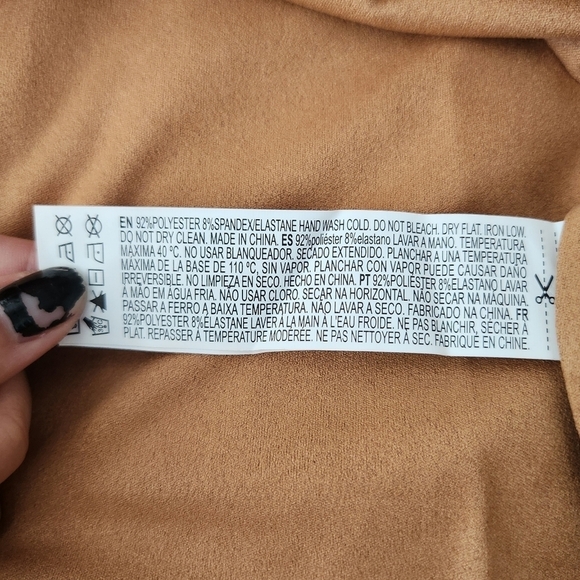 EN 92%POLYESTER 8%SPANDEX/ELASTANE HAND WASH COLD. DO NOT BLEACH. DRY FLAT. IRON LOW.
DO NOT DRY CLEAN. MADE IN CHINA. ES 92%poliéster 8%elastano LAVAR A MANO. TEMPERATURA
MÁXIMA 40 °C. NO USAR BLANQUEADOR. SECADO EXTENDIDO. PLANCHAR A UNA TEMPERATURA
MÁXIMA DE LA BASE DE 110 °C, SIN VAPOR. PLANCHAR CON VAPOR PUEDE CAUSAR DAÑO
IRREVERSIBLE. NO LIMPIEZA EN SECO. HECHO EN CHINA. PT 92%POLIÉSTER 8%ELASTANO LAVAR
À MÃO EM ÁGUA FRIA. NÃO USAR CLORO. SECAR NA HORIZONTAL. NÃO SECAR NA MÁQUINA.
PASSAR A FERRO A BAIXA TEMPERATURA. NÃO LAVAR A SECO. FABRICADO NA CHINA. FR
92%POLYESTER 8%ELASTANE LAVER À LA MAIN À L'EAU FROIDE. NE PAS BLANCHIR, SÉCHER À
PLAT. REPASSER À TEMPÉRATURE MODÉRÉE. NE PAS NETTOYER À SEC. FABRIQUÉ EN CHINE.